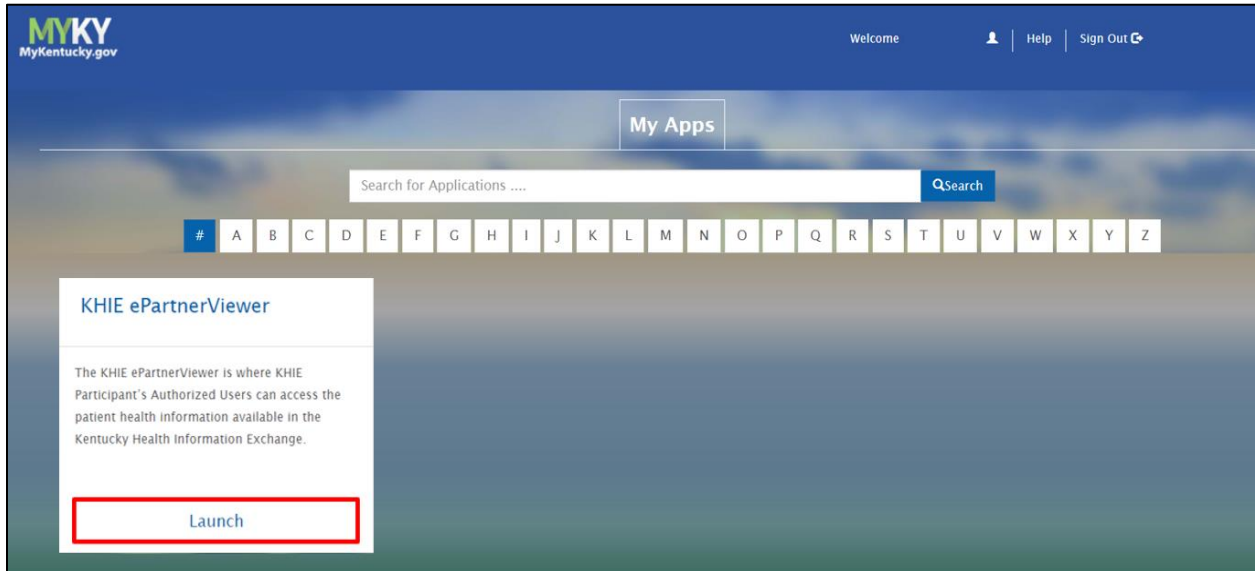 MYKY
MyKentucky.gov
Welcome Help Sign Out
My Apps
Search for Applications .... Search
# A B C D E F G H I J K L M N O P Q R S T U V W X Y Z
KHIE ePartnerViewer
The KHIE ePartnerViewer is where KHIE
Participant's Authorized Users can access the
patient health information available in the
Kentucky Health Information Exchange.
Launch